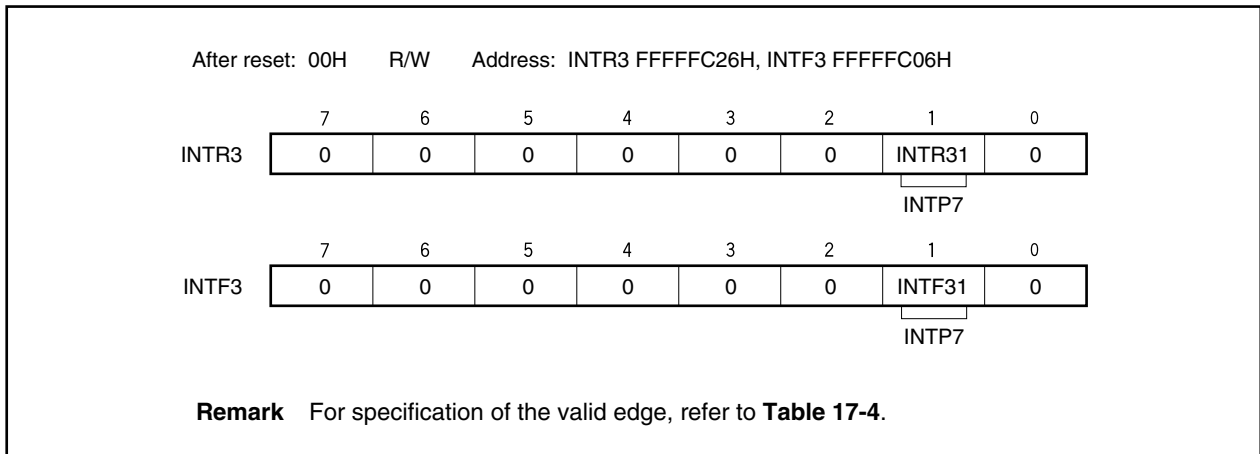 After reset: 00H R/W Address: INTR3 FFFFFC26H, INTF3 FFFFFC06H
7 6 5 4 3 2 1 0
INTR3 0 0 0 0 0 0 INTR31 0
INTP7
7 6 5 4 3 2 1 0
INTF3 0 0 0 0 0 0 INTF31 0
INTP7
Remark For specification of the valid edge, refer to Table 17-4.